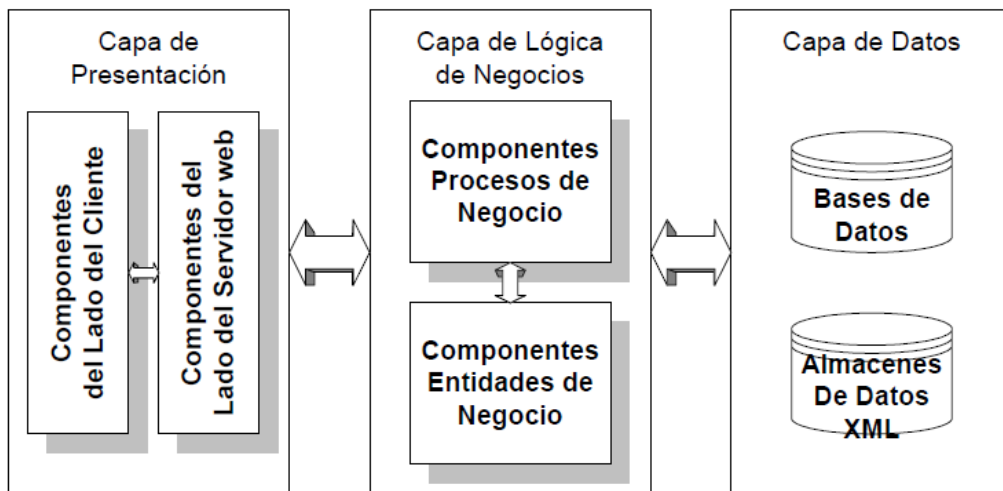 Capa de
Presentación
Componentes
del Lado del Cliente
Componentes del
Lado del Servidor web
Capa de Lógica
de Negocios
Componentes
Procesos de
Negocio
Componentes
Entidades de
Negocio
Capa de Datos
Bases de
Datos
Almacenes
De Datos
XML